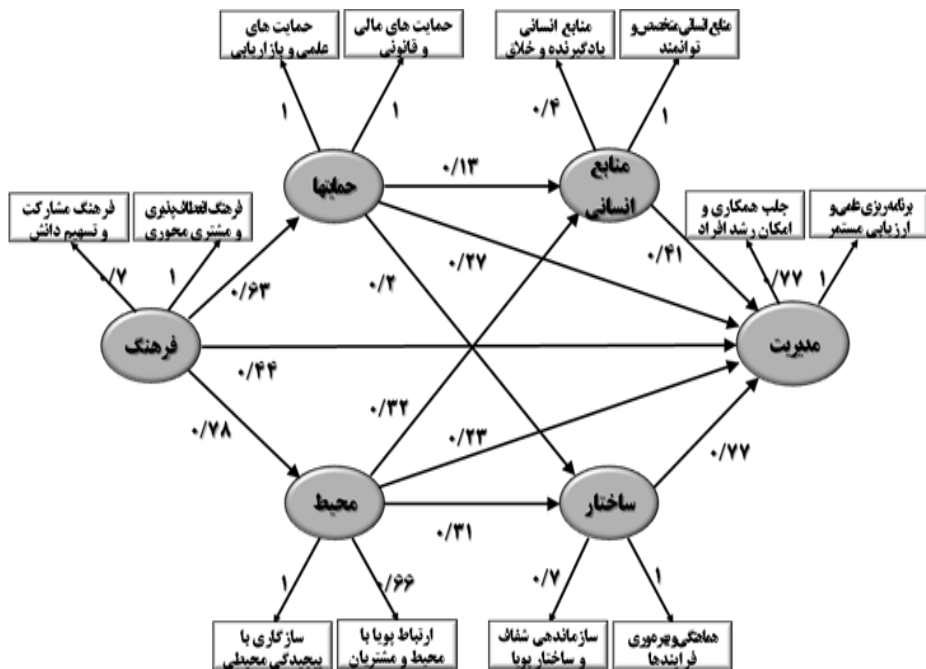 حمایت های مالی
و قانونی
حمایت های
علمی و بازاریابی
منابع انسانی متخصص و
توانمند
منابع انسانی
یادگیرنده و خلاق
۱
۱
۰/۴
۱
حمایتها
۰/۱۳
منابع
انسانی
فرهنگ انعطاف پذیری
و مشتری محوری
فرهنگ مشارکت
و تسهیم دانش
برنامه ریزی علمی و
ارزیابی مستمر
جلب همکاری و
امکان رشد افراد
۰/۷
۱
۰/۶۳
۰/۲
۰/۲۷
۰/۴۱
۰/۷۷
۱
فرهنگ
۰/۴۴
مدیریت
۰/۷۸
۰/۳۲
۰/۲۳
۰/۷۷
محیط
۰/۳۱
ساختار
۱
۰/۶۶
۰/۷
۱
سازگاری با
پیچیدگی محیطی
ارتباط پویا با
محیط و مشتریان
سازماندهی شفاف
و ساختار پویا
هماهنگی و بهره وری
فرایندها